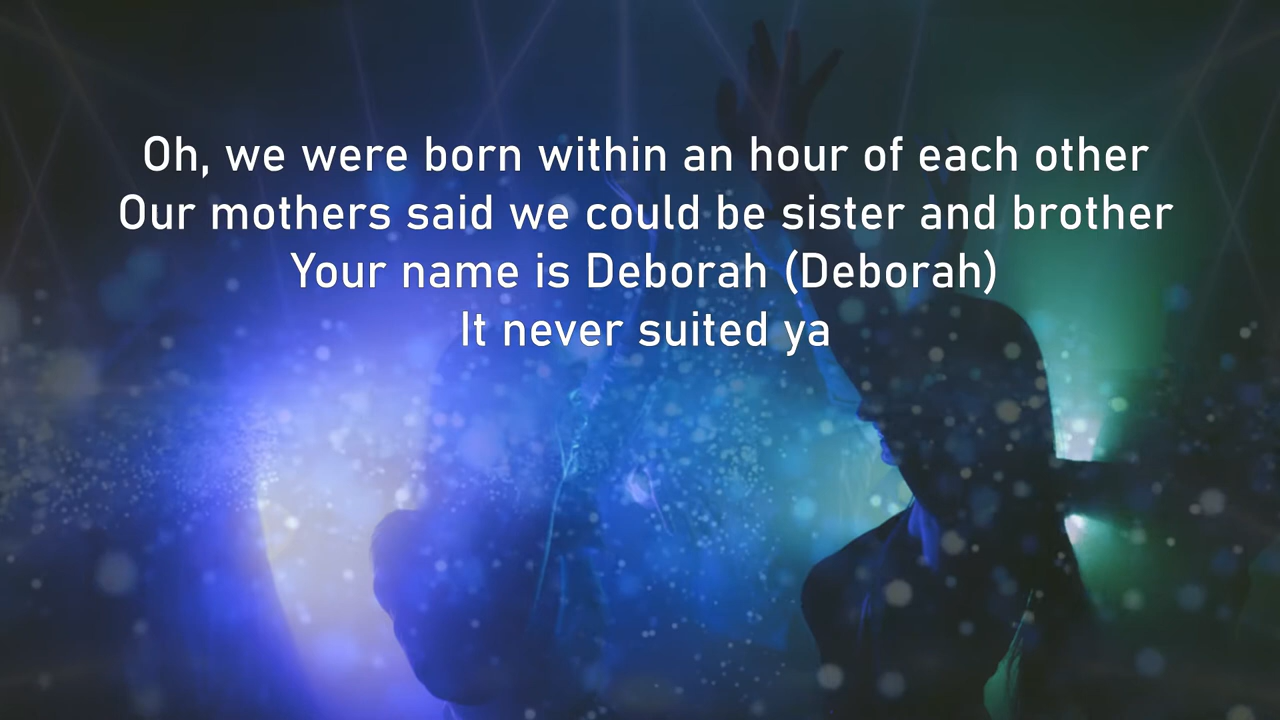 Oh, we were born within an hour of each other
Our mothers said we could be sister and brother
Your name is Deborah (Deborah)
It never suited ya